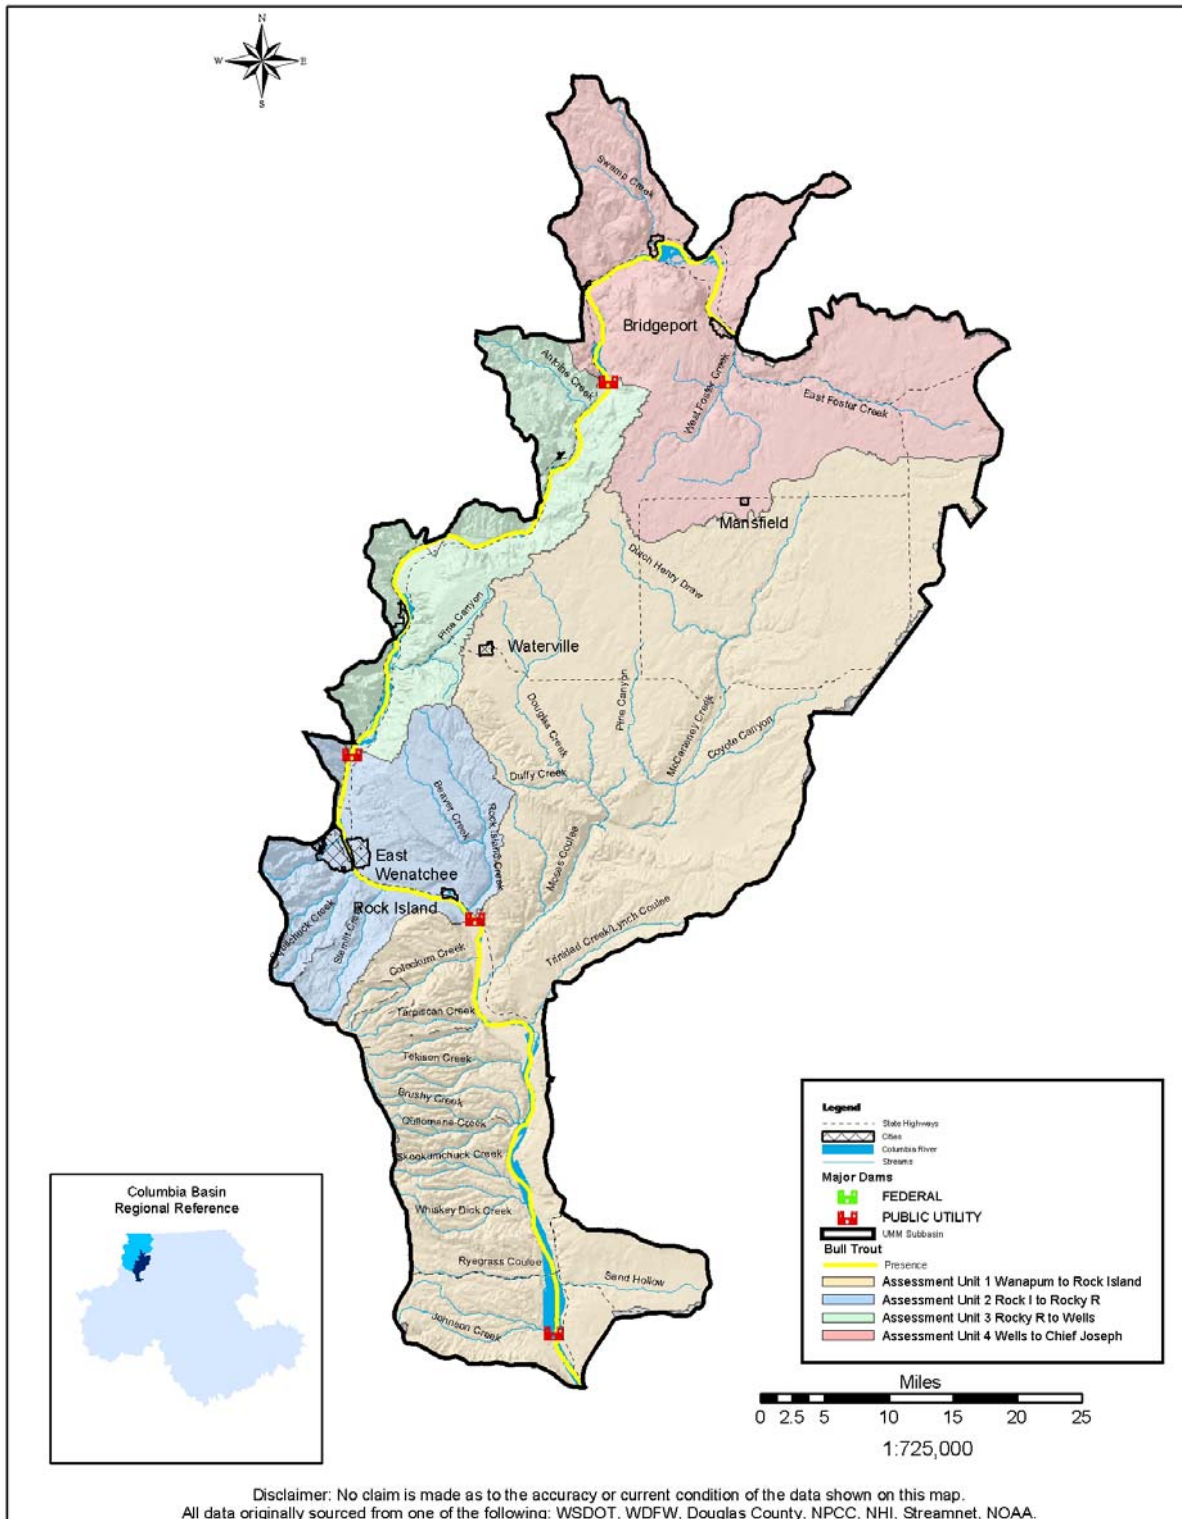 N
W E
S
Swamp Creek
Bridgeport
Antoine Creek
West Foster Creek
East Foster Creek
Mansfield
Dutch Henry Draw
Pine Canyon
Waterville
Douglas Creek
Pine Canyon
McCarteney Creek
Coyote Canyon
Duffy Creek
Beaver Creek
Rock Island Creek
Moses Coulee
East
Wenatchee
Rock Island
Stemilt Creek
Trinidad Creek/Lynch Coulee
Colockum Creek
Tarpiscan Creek
Tekison Creek
Brushy Creek
Quilomene Creek
Skookumchuck Creek
Whiskey Dick Creek
Ryegrass Coulee
Sand Hollow
Johnson Creek
Legend
State Highways
Cities
Columbia River
Streams
Major Dams
FEDERAL
PUBLIC UTILITY
UMM Subbasin
Bull Trout
Presence
Assessment Unit 1 Wanapum to Rock Island
Assessment Unit 2 Rock I to Rocky R
Assessment Unit 3 Rocky R to Wells
Assessment Unit 4 Wells to Chief Joseph
Columbia Basin
Regional Reference
Miles
0 2.5 5 10 15 20 25
1:725,000
Disclaimer: No claim is made as to the accuracy or current condition of the data shown on this map.
All data originally sourced from one of the following: WSDOT, WDFW, Douglas County, NPCC, NHI, Streamnet, NOAA.